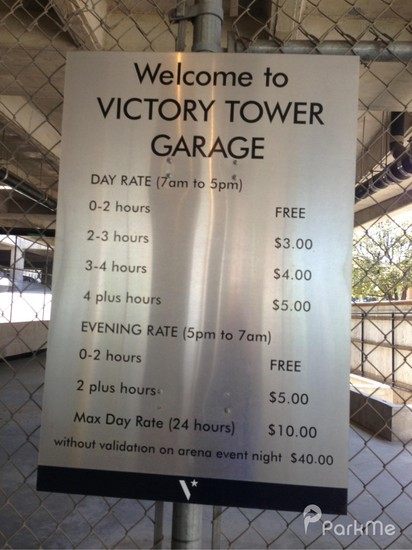 Welcome to
VICTORY TOWER
GARAGE
DAY RATE (7am to 5pm)
0-2 hours FREE
2-3 hours $3.00
3-4 hours $4.00
4 plus hours $5.00
EVENING RATE (5pm to 7am)
0-2 hours FREE
2 plus hours $5.00
Max Day Rate (24 hours) $10.00
without validation on arena event night $40.00
ParkMe